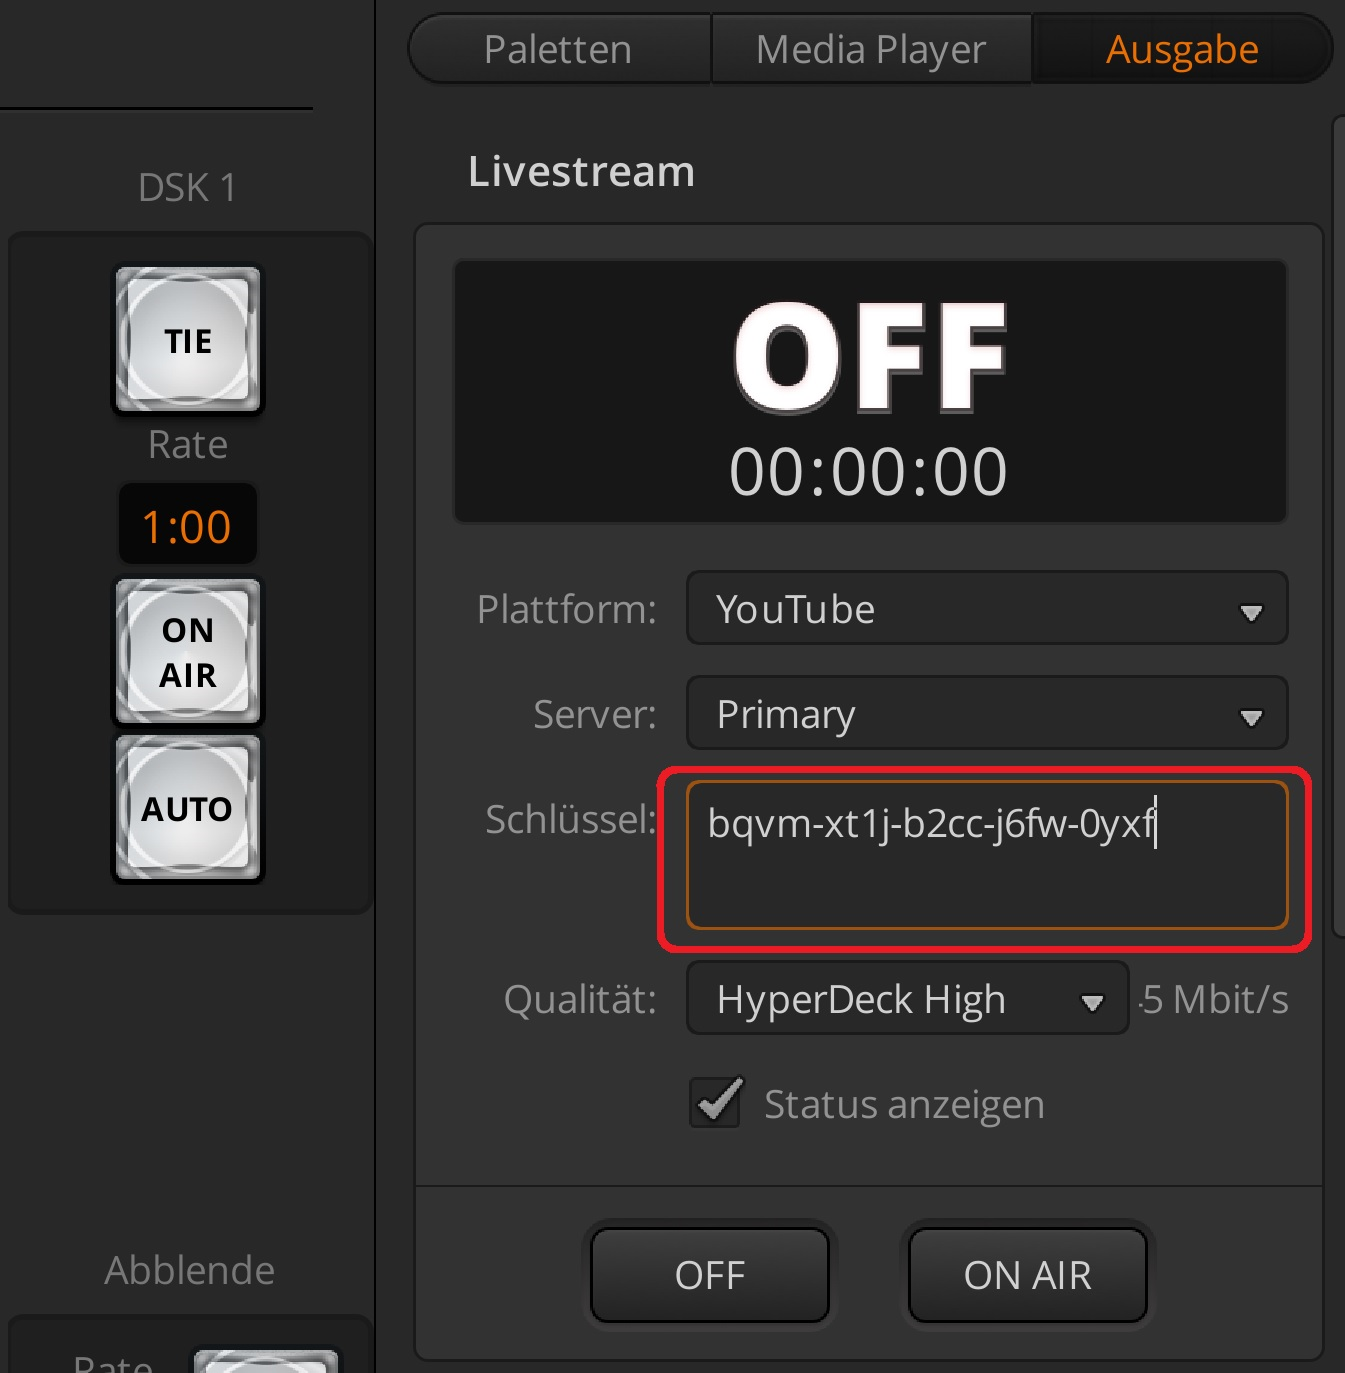 Paletten
Media Player
Ausgabe
DSK 1
TIE
Rate
1:00
ON
AIR
AUTO
Abblende
Rate
Livestream
OFF
00:00:00
Plattform: YouTube
Server: Primary
Schlüssel: bqvm-xt1j-b2cc-j6fw-0yxf
Qualität: HyperDeck High 5 Mbit/s
Status anzeigen
OFF
ON AIR